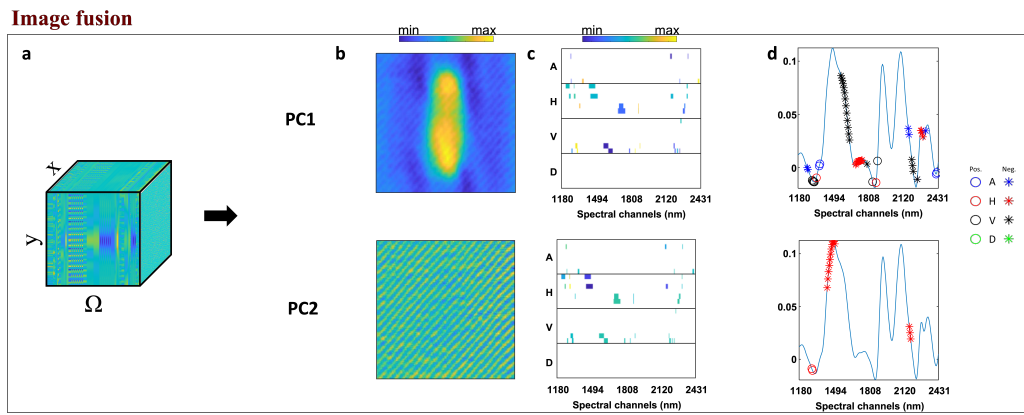 Image fusion
a
b
min max
c
min max
d
PC1
A
H
V
D
1180 1494 1808 2120 2431
Spectral channels (nm)
0.1
0.05
0
1180 1494 1808 2120 2431
Spectral channels (nm)
Pos. Neg.
A
H
V
D
x
y
Ω
PC2
A
H
V
D
1180 1494 1808 2120 2431
Spectral channels (nm)
0.1
0.05
0
1180 1494 1808 2120 2431
Spectral channels (nm)